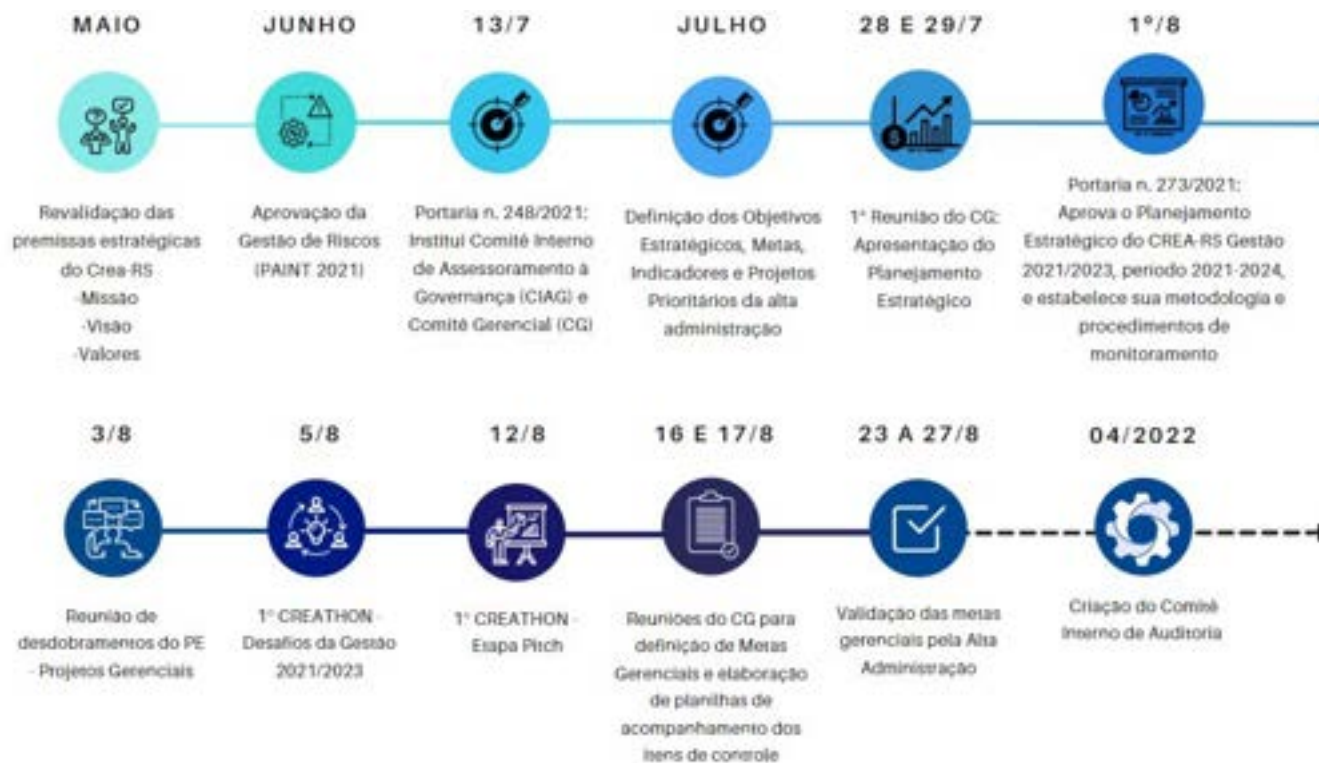 MAIO
JUNHO
13/7
JULHO
28 E 29/7
1º/8
Revalidação das
premissas estratégicas
do Crea-RS
-Missão
-Visão
-Valores
Aprovação da
Gestão de Riscos
(PAINT 2021)
Portaria n. 248/2021:
Institui Comitê Interno
de Assessoramento à
Governança (CIAG) e
Comitê Gerencial (CG)
Definição dos Objetivos
Estratégicos, Metas,
Indicadores e Projetos
Prioritários da alta
administração
1ª Reunião do CG:
Apresentação do
Planejamento
Estratégico
Portaria n. 273/2021:
Aprova o Planejamento
Estratégico do CREA-RS Gestão
2021/2023, período 2021-2024,
e estabelece sua metodologia e
procedimentos de
monitoramento
3/8
5/8
12/8
16 E 17/8
23 A 27/8
04/2022
Reunião de
desdobramentos do PE
- Projetos Gerenciais
1º CREATHON -
Desafios da Gestão
2021/2023
1º CREATHON -
Etapa Pitch
Reuniões do CG para
definição de Metas
Gerenciais e elaboração
de planilhas de
acompanhamento dos
itens de controle
Validação das metas
gerenciais pela Alta
Administração
Criação do Comitê
Interno de Auditoria